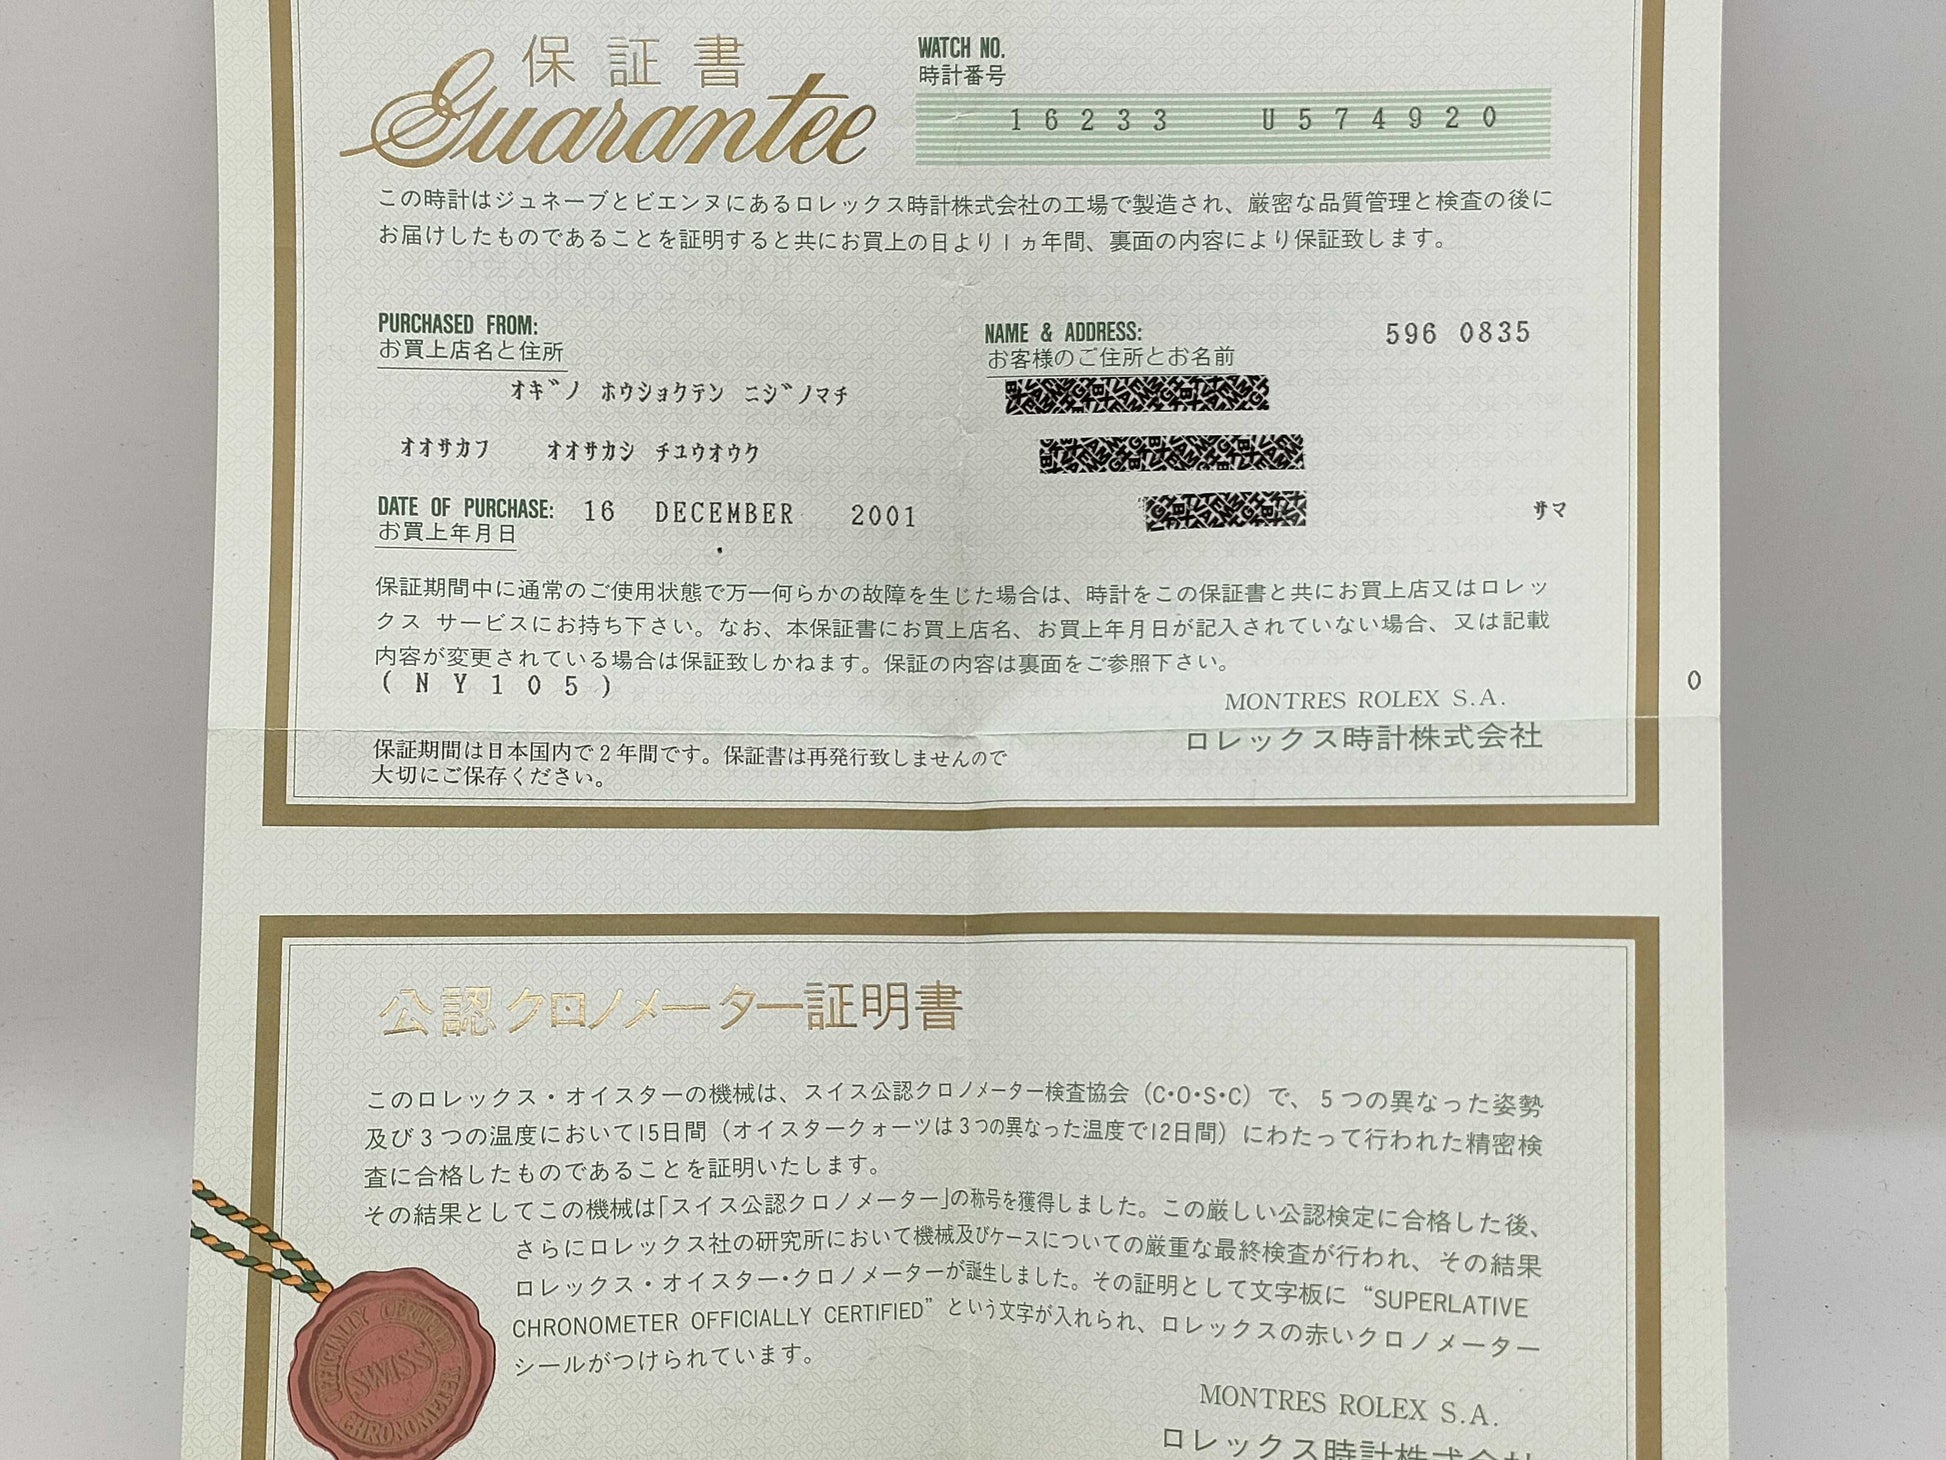 保証書
Guarantee
WATCH NO.
時計番号
16233 U574920
この時計はジュネーブとビエンヌにあるロレックス時計株式会社の工場で製造され、厳密な品質管理と検査の後に
お届けしたものであることを証明すると共にお買上の日より1ヵ年間、裏面の内容により保証致します。
PURCHASED FROM:
お買上店名と住所
オギノ ホウショクテン ニジノマチ
オオサカフ オオサカシ チユウオウク
NAME & ADDRESS:
お客様のご住所とお名前
596 0835
サマ
DATE OF PURCHASE: 16 DECEMBER 2001
お買上年月日
保証期間中に通常のご使用状態で万一何らかの故障を生じた場合は、時計をこの保証書と共にお買上店又はロレッ
クス サービスにお持ち下さい。なお、本保証書にお買上店名、お買上年月日が記入されていない場合、又は記載
内容が変更されている場合は保証致しかねます。保証の内容は裏面をご参照下さい。
(NY105)
0
MONTRES ROLEX S.A.
ロレックス時計株式会社
保証期間は日本国内で2年間です。保証書は再発行致しませんので
大切にご保存ください。
公認クロノメーター証明書
このロレックス・オイスターの機械は、スイス公認クロノメーター検査協会（C・O・S・C）で、5つの異なった姿勢
及び3つの温度において15日間（オイスタークォーツは3つの異なった温度で12日間）にわたって行われた精密検
査に合格したものであることを証明いたします。
その結果としてこの機械は「スイス公認クロノメーター」の称号を獲得しました。この厳しい公認検定に合格した後、
さらにロレックス社の研究所において機械及びケースについての厳重な最終検査が行われ、その結果
ロレックス・オイスター・クロノメーターが誕生しました。その証明として文字板に “SUPERLATIVE
CHRONOMETER OFFICIALLY CERTIFIED” という文字が入れられ、ロレックスの赤いクロノメーター
シールがつけられています。
OFFICIALLY CERTIFIED
SWISS
CHRONOMETER
MONTRES ROLEX S.A.
ロレックス時計株式会社